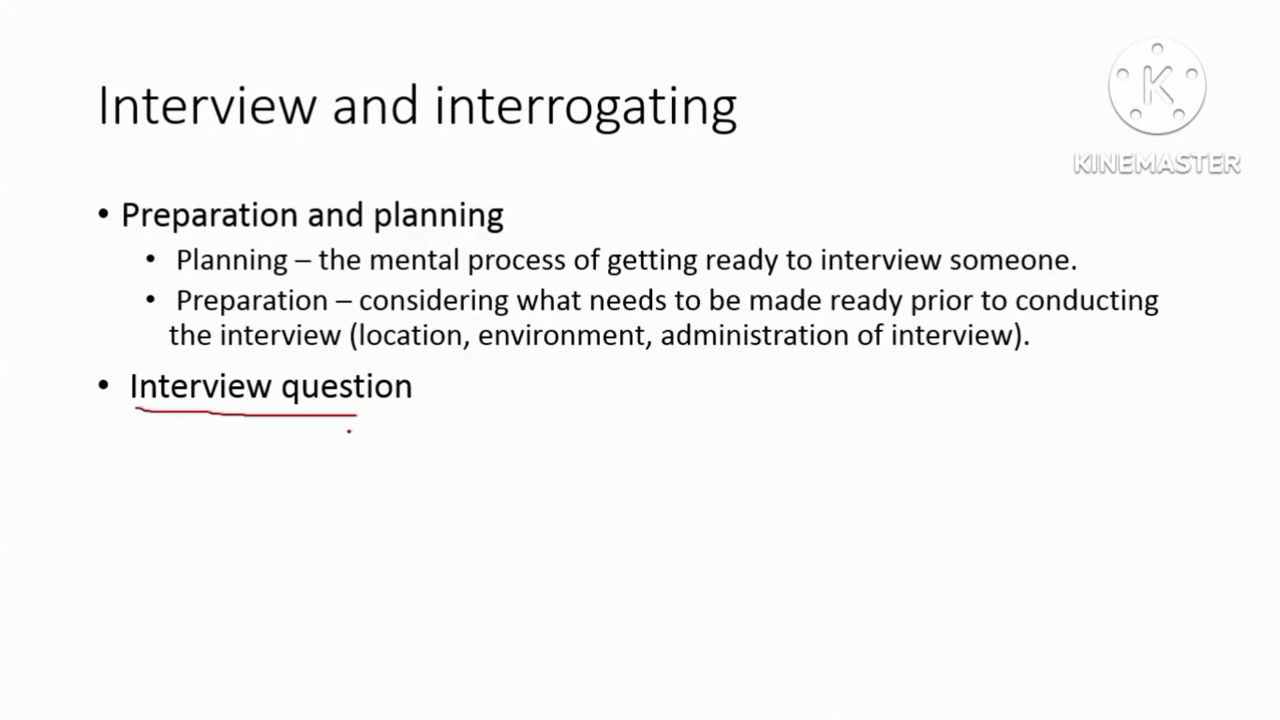 Interview and interrogating
K
KINEMASTER
• Preparation and planning
• Planning – the mental process of getting ready to interview someone.
• Preparation – considering what needs to be made ready prior to conducting
the interview (location, environment, administration of interview).
• Interview question